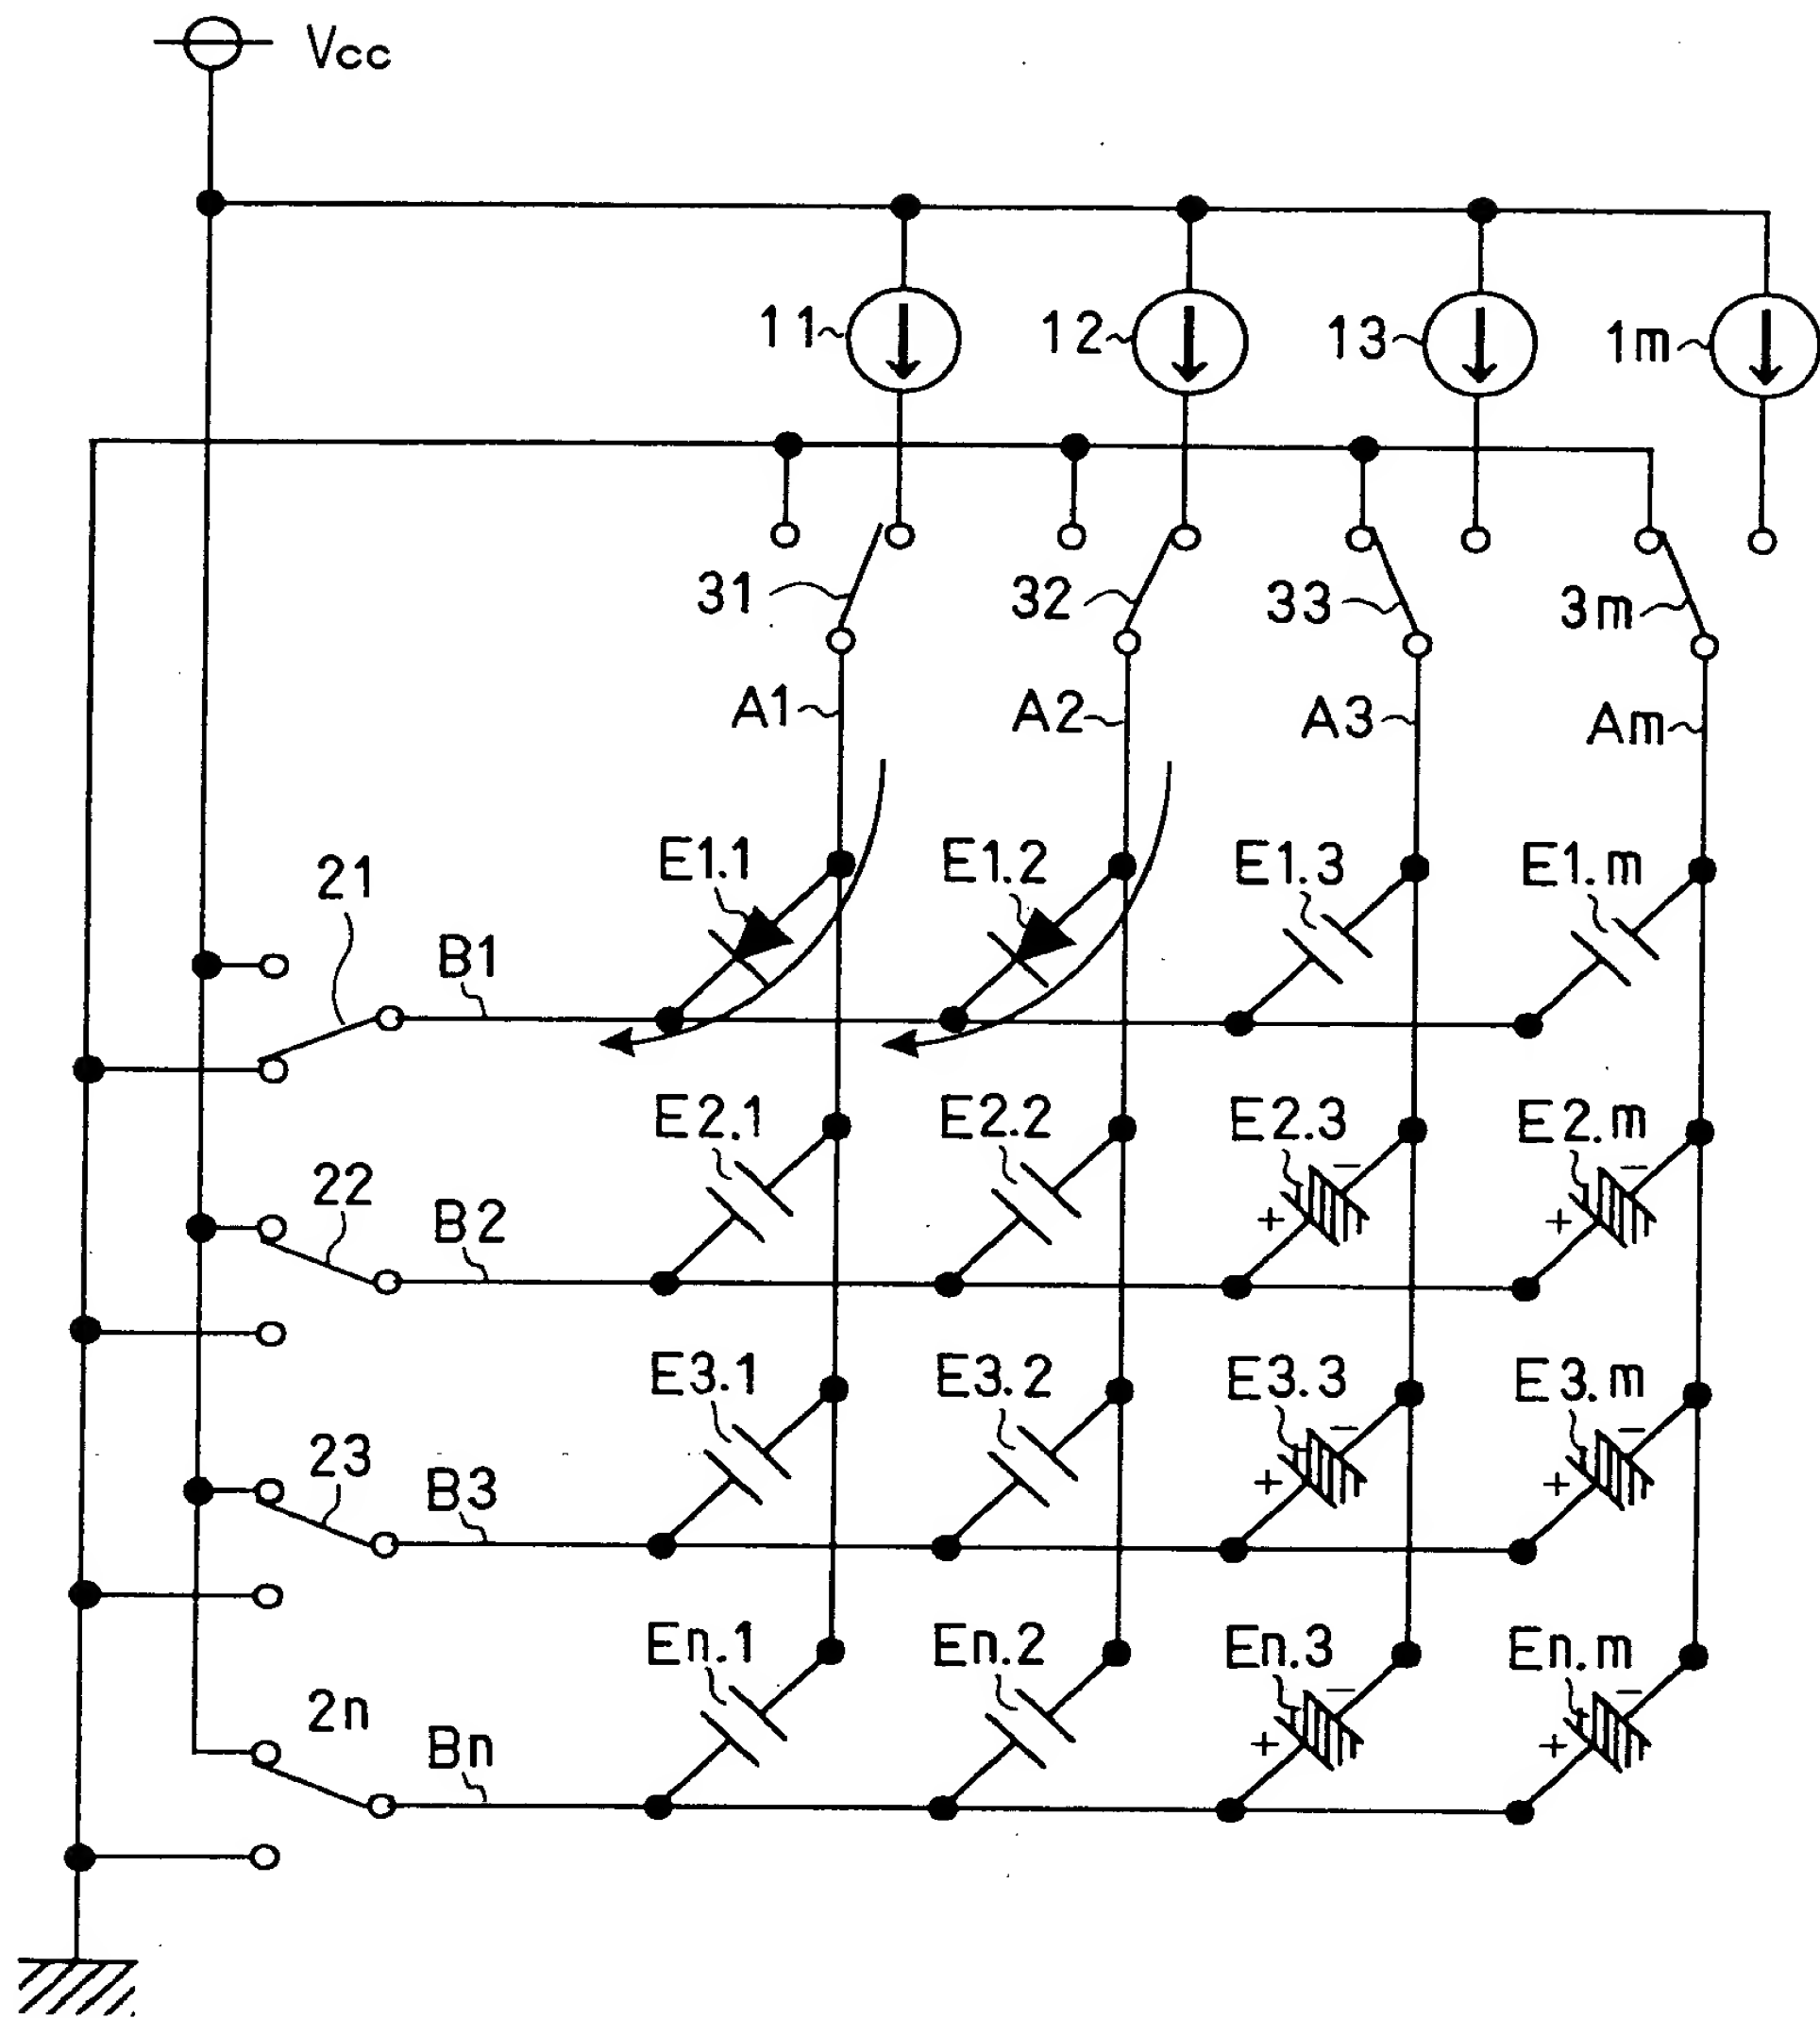 Vcc
11 12 13 1m
31 32 33 3m
A1 A2 A3 Am
E1.1 E1.2 E1.3 E1.m
21
B1
E2.1 E2.2 E2.3 E2.m
22
B2
− −
+ +
E3.1 E3.2 E3.3 E3.m
23
B3
− −
+ +
En.1 En.2 En.3 En.m
2n
Bn
− −
+ +